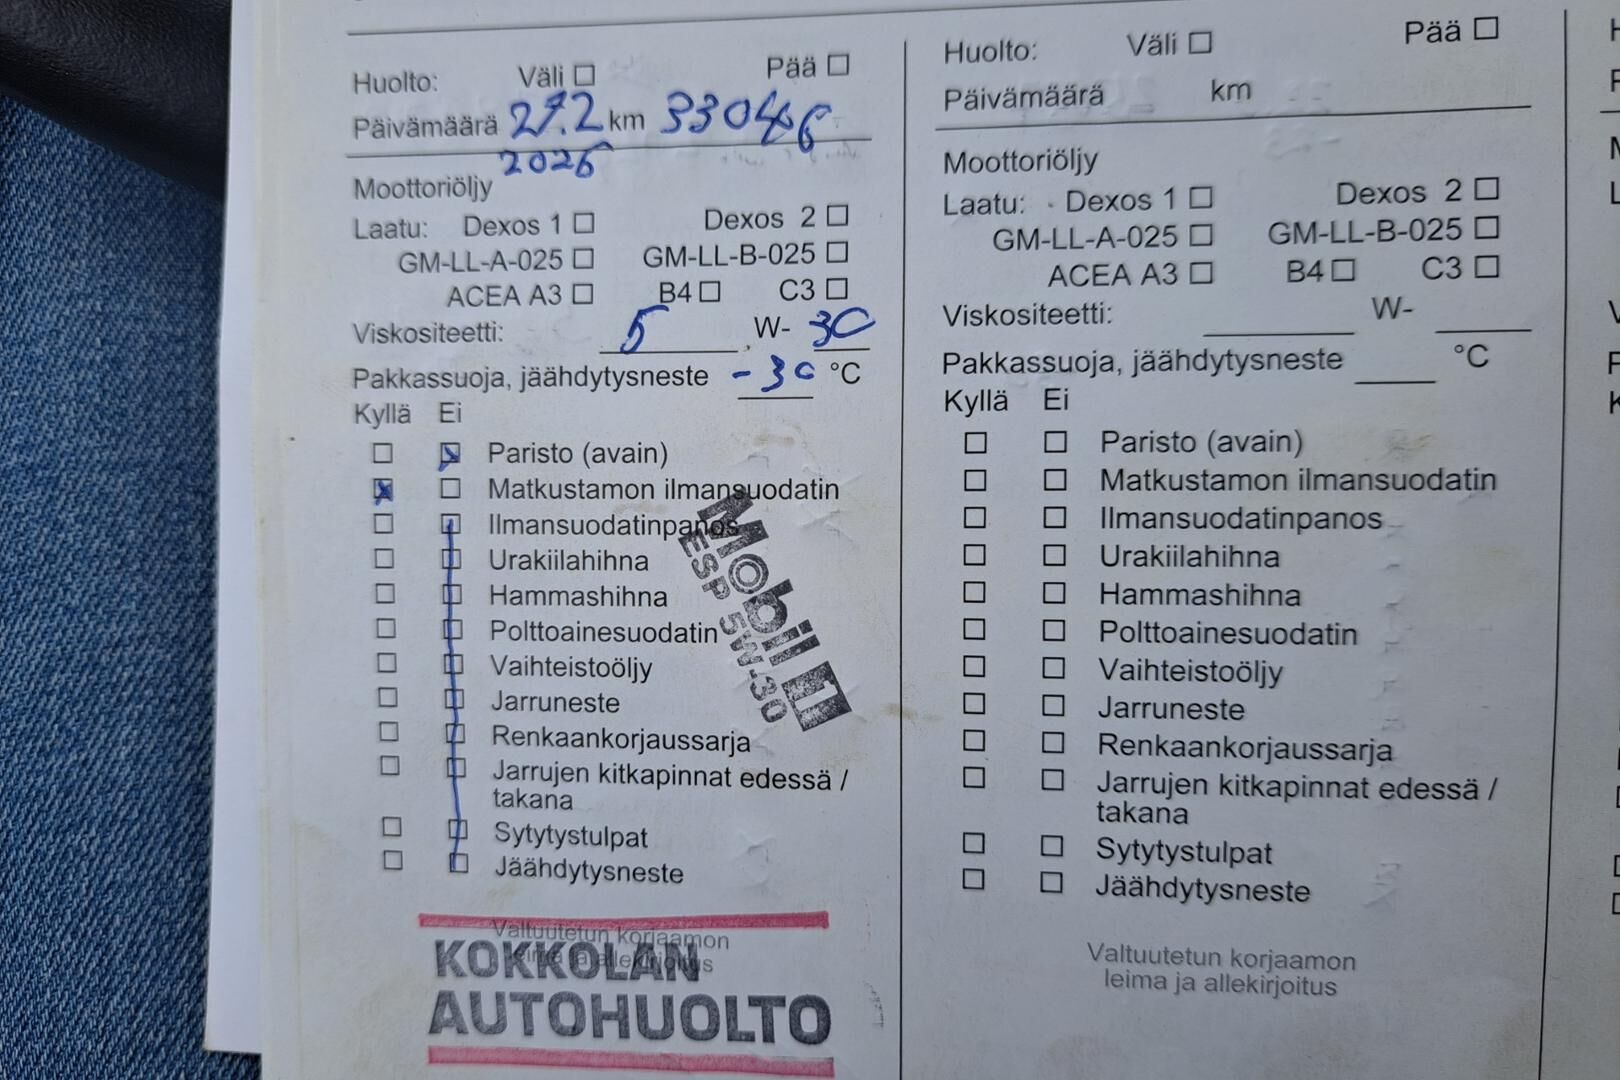 Huolto: Väli ☐ Pää ☐
Päivämäärä 27.2 km 33046
2026
Moottoriöljy
Laatu: Dexos 1 ☐ Dexos 2 ☐
GM-LL-A-025 ☐ GM-LL-B-025 ☐
ACEA A3 ☐ B4 ☐ C3 ☐
Viskositeetti: 5 W- 30
Pakkassuoja, jäähdytysneste -30 °C
Kyllä Ei
Paristo (avain)
Matkustamon ilmansuodatin
Ilmansuodatinpanos
Urakiilahihna
Hammashihna
Polttoainesuodatin
Vaihteistoöljy
Jarruneste
Renkaankorjaussarja
Jarrujen kitkapinnat edessä /
takana
Sytytystulpat
Jäähdytysneste
Mobil 1
ESP 5W-30
Valtuutetun korjaamon
leima ja allekirjoitus
KOKKOLAN
AUTOHUOLTO
Huolto: Väli ☐ Pää ☐
Päivämäärä km
Moottoriöljy
Laatu: Dexos 1 ☐ Dexos 2 ☐
GM-LL-A-025 ☐ GM-LL-B-025 ☐
ACEA A3 ☐ B4 ☐ C3 ☐
Viskositeetti: W-
Pakkassuoja, jäähdytysneste °C
Kyllä Ei
Paristo (avain)
Matkustamon ilmansuodatin
Ilmansuodatinpanos
Urakiilahihna
Hammashihna
Polttoainesuodatin
Vaihteistoöljy
Jarruneste
Renkaankorjaussarja
Jarrujen kitkapinnat edessä /
takana
Sytytystulpat
Jäähdytysneste
Valtuutetun korjaamon
leima ja allekirjoitus